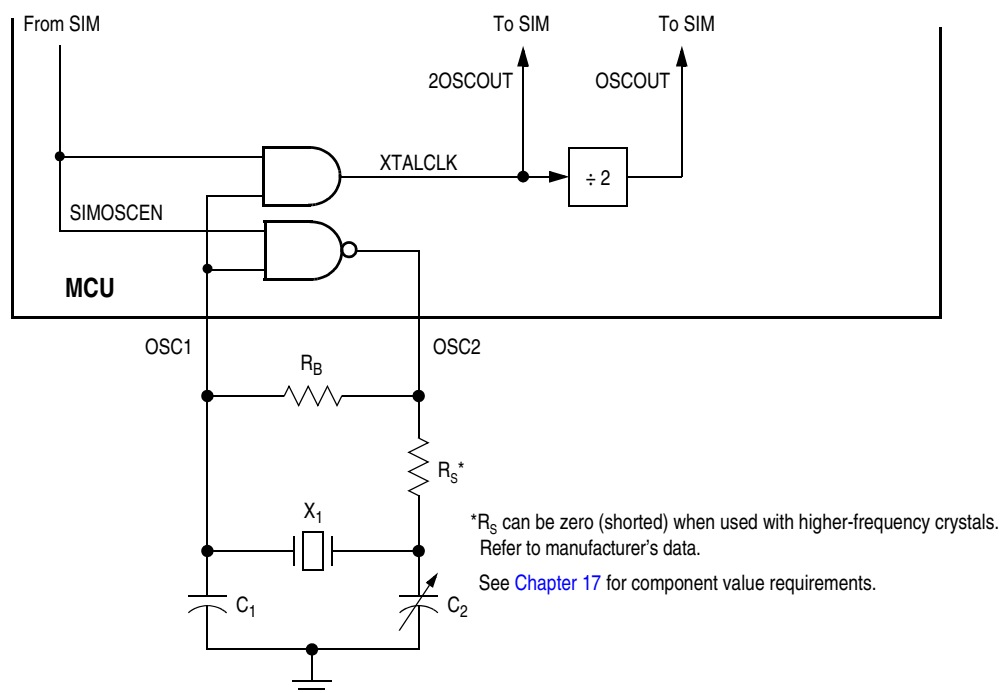 From SIM
To SIM
To SIM
2OSCOUT
OSCOUT
XTALCLK
÷ 2
SIMOSCEN
MCU
OSC1
OSC2
RB
RS*
X1
*RS can be zero (shorted) when used with higher-frequency crystals.
Refer to manufacturer's data.
See Chapter 17 for component value requirements.
C1
C2